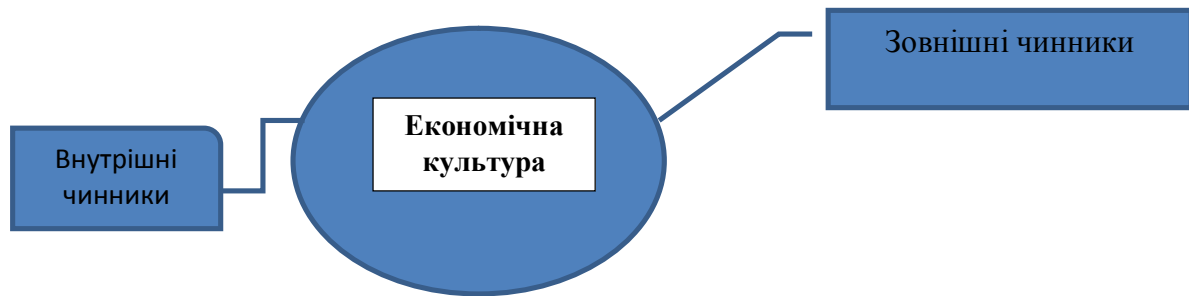 Зовнішні чинники
Економічна
культура
Внутрішні
чинники